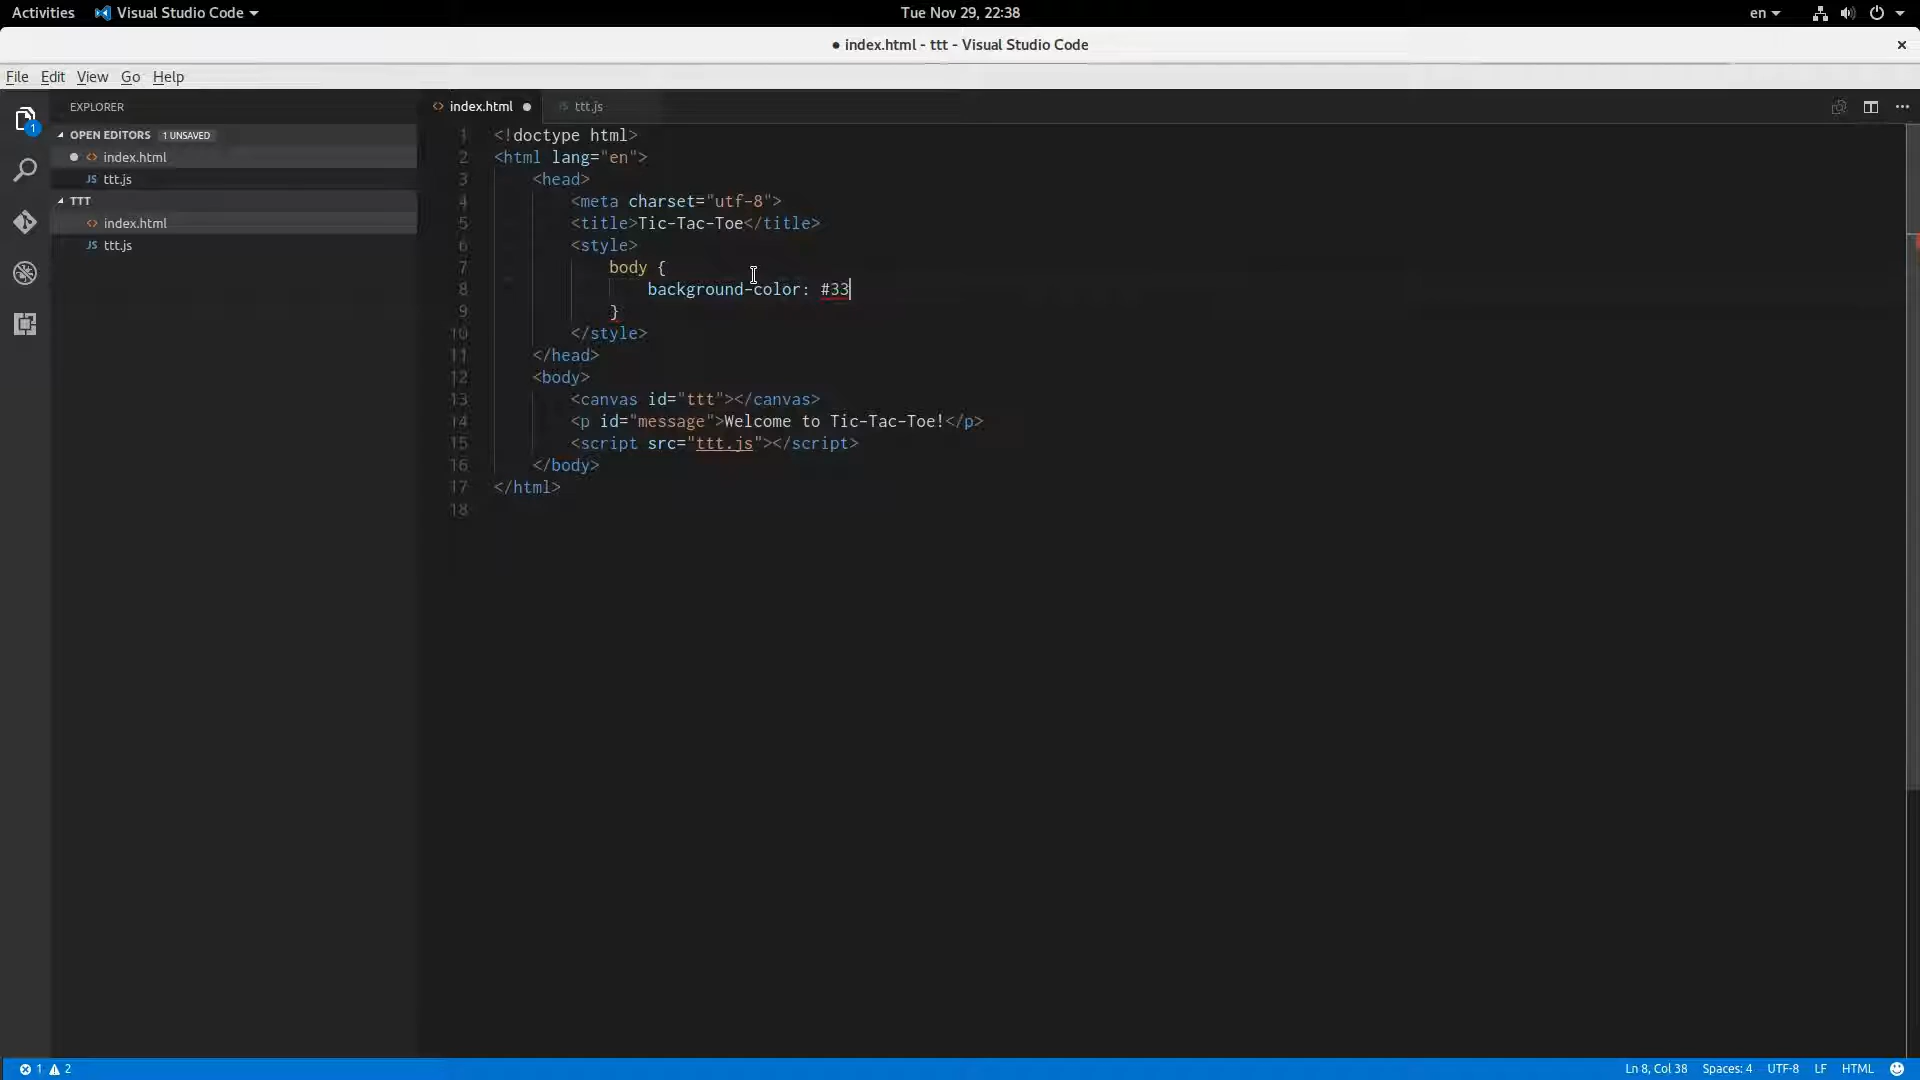 Activities Visual Studio Code Tue Nov 29, 22:38 en
● index.html - ttt - Visual Studio Code
File Edit View Go Help
EXPLORER
OPEN EDITORS 1 UNSAVED
index.html
JS ttt.js
TTT
index.html
JS ttt.js
1
index.html ttt.js
1 <!doctype html>
2 <html lang="en">
3 <head>
4 <meta charset="utf-8">
5 <title>Tic-Tac-Toe</title>
6 <style>
7 body {
8 background-color: #33
9 }
10 </style>
11 </head>
12 <body>
13 <canvas id="ttt"></canvas>
14 <p id="message">Welcome to Tic-Tac-Toe!</p>
15 <script src="ttt.js"></script>
16 </body>
17 </html>
18
1 2 Ln 8, Col 38 Spaces: 4 UTF-8 LF HTML